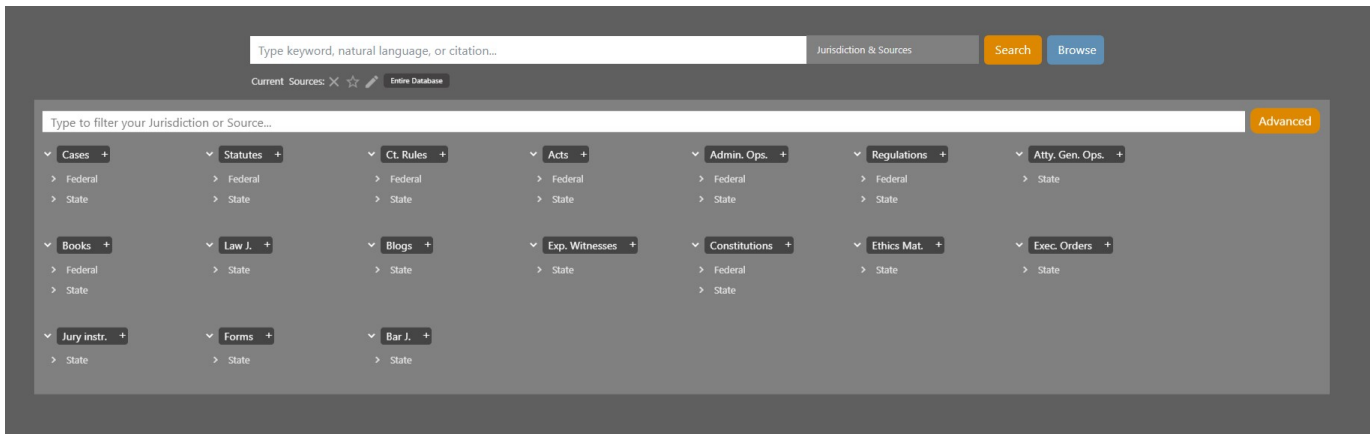 Type keyword, natural language, or citation... Jurisdiction & Sources Search Browse
Current Sources: Entire Database
Type to filter your Jurisdiction or Source... Advanced
Cases + Statutes + Ct. Rules + Acts + Admin. Ops. + Regulations + Atty. Gen. Ops. +
Federal Federal Federal Federal Federal Federal State
State State State State State State
Books + Law J. + Blogs + Exp. Witnesses + Constitutions + Ethics Mat. + Exec. Orders +
Federal State State State Federal State State
State State
Jury instr. + Forms + Bar J. +
State State State